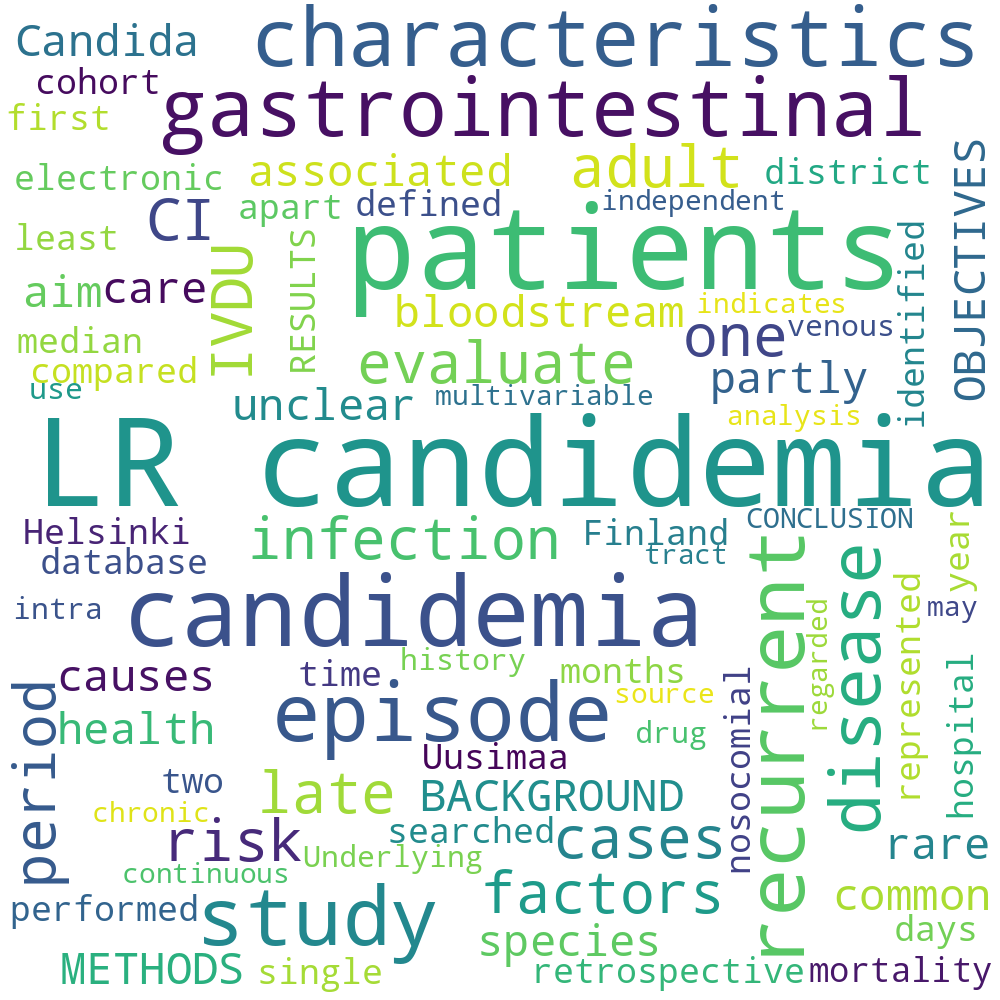 Candida
characteristics
cohort
gastrointestinal
first
electronic
associated
adult
district
OBJECTIVES
CI
apart
defined
independent
least
IVDU
RESULTS
patients
identified
aim
care
bloodstream
indicates
median
evaluate
one
venous
compared
partly
use
unclear
multivariable
analysis
LR candidemia
Helsinki
infection
Finland
CONCLUSION
year
database
tract
recurrent
disease
intra
candidemia
regarded
represented
may
causes
time
history
months
hospital
period
health
episode
source
nosocomial
drug
Uusimaa
two
late
BACKGROUND
chronic
risk
searched
cases
rare
Underlying
continuous
factors
common
performed
study
species
days
METHODS
single
retrospective
mortality